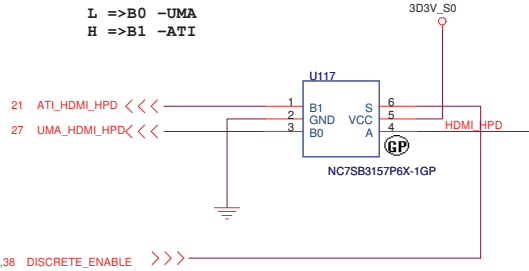 L =>B0 -UMA
H =>B1 -ATI
3D3V_S0
U117
21 ATI_HDMI_HPD 1 B1 S 6
2 GND VCC 5
27 UMA_HDMI_HPD 3 B0 A 4 HDMI_HPD
GP
NC7SB3157P6X-1GP
,38 DISCRETE_ENABLE